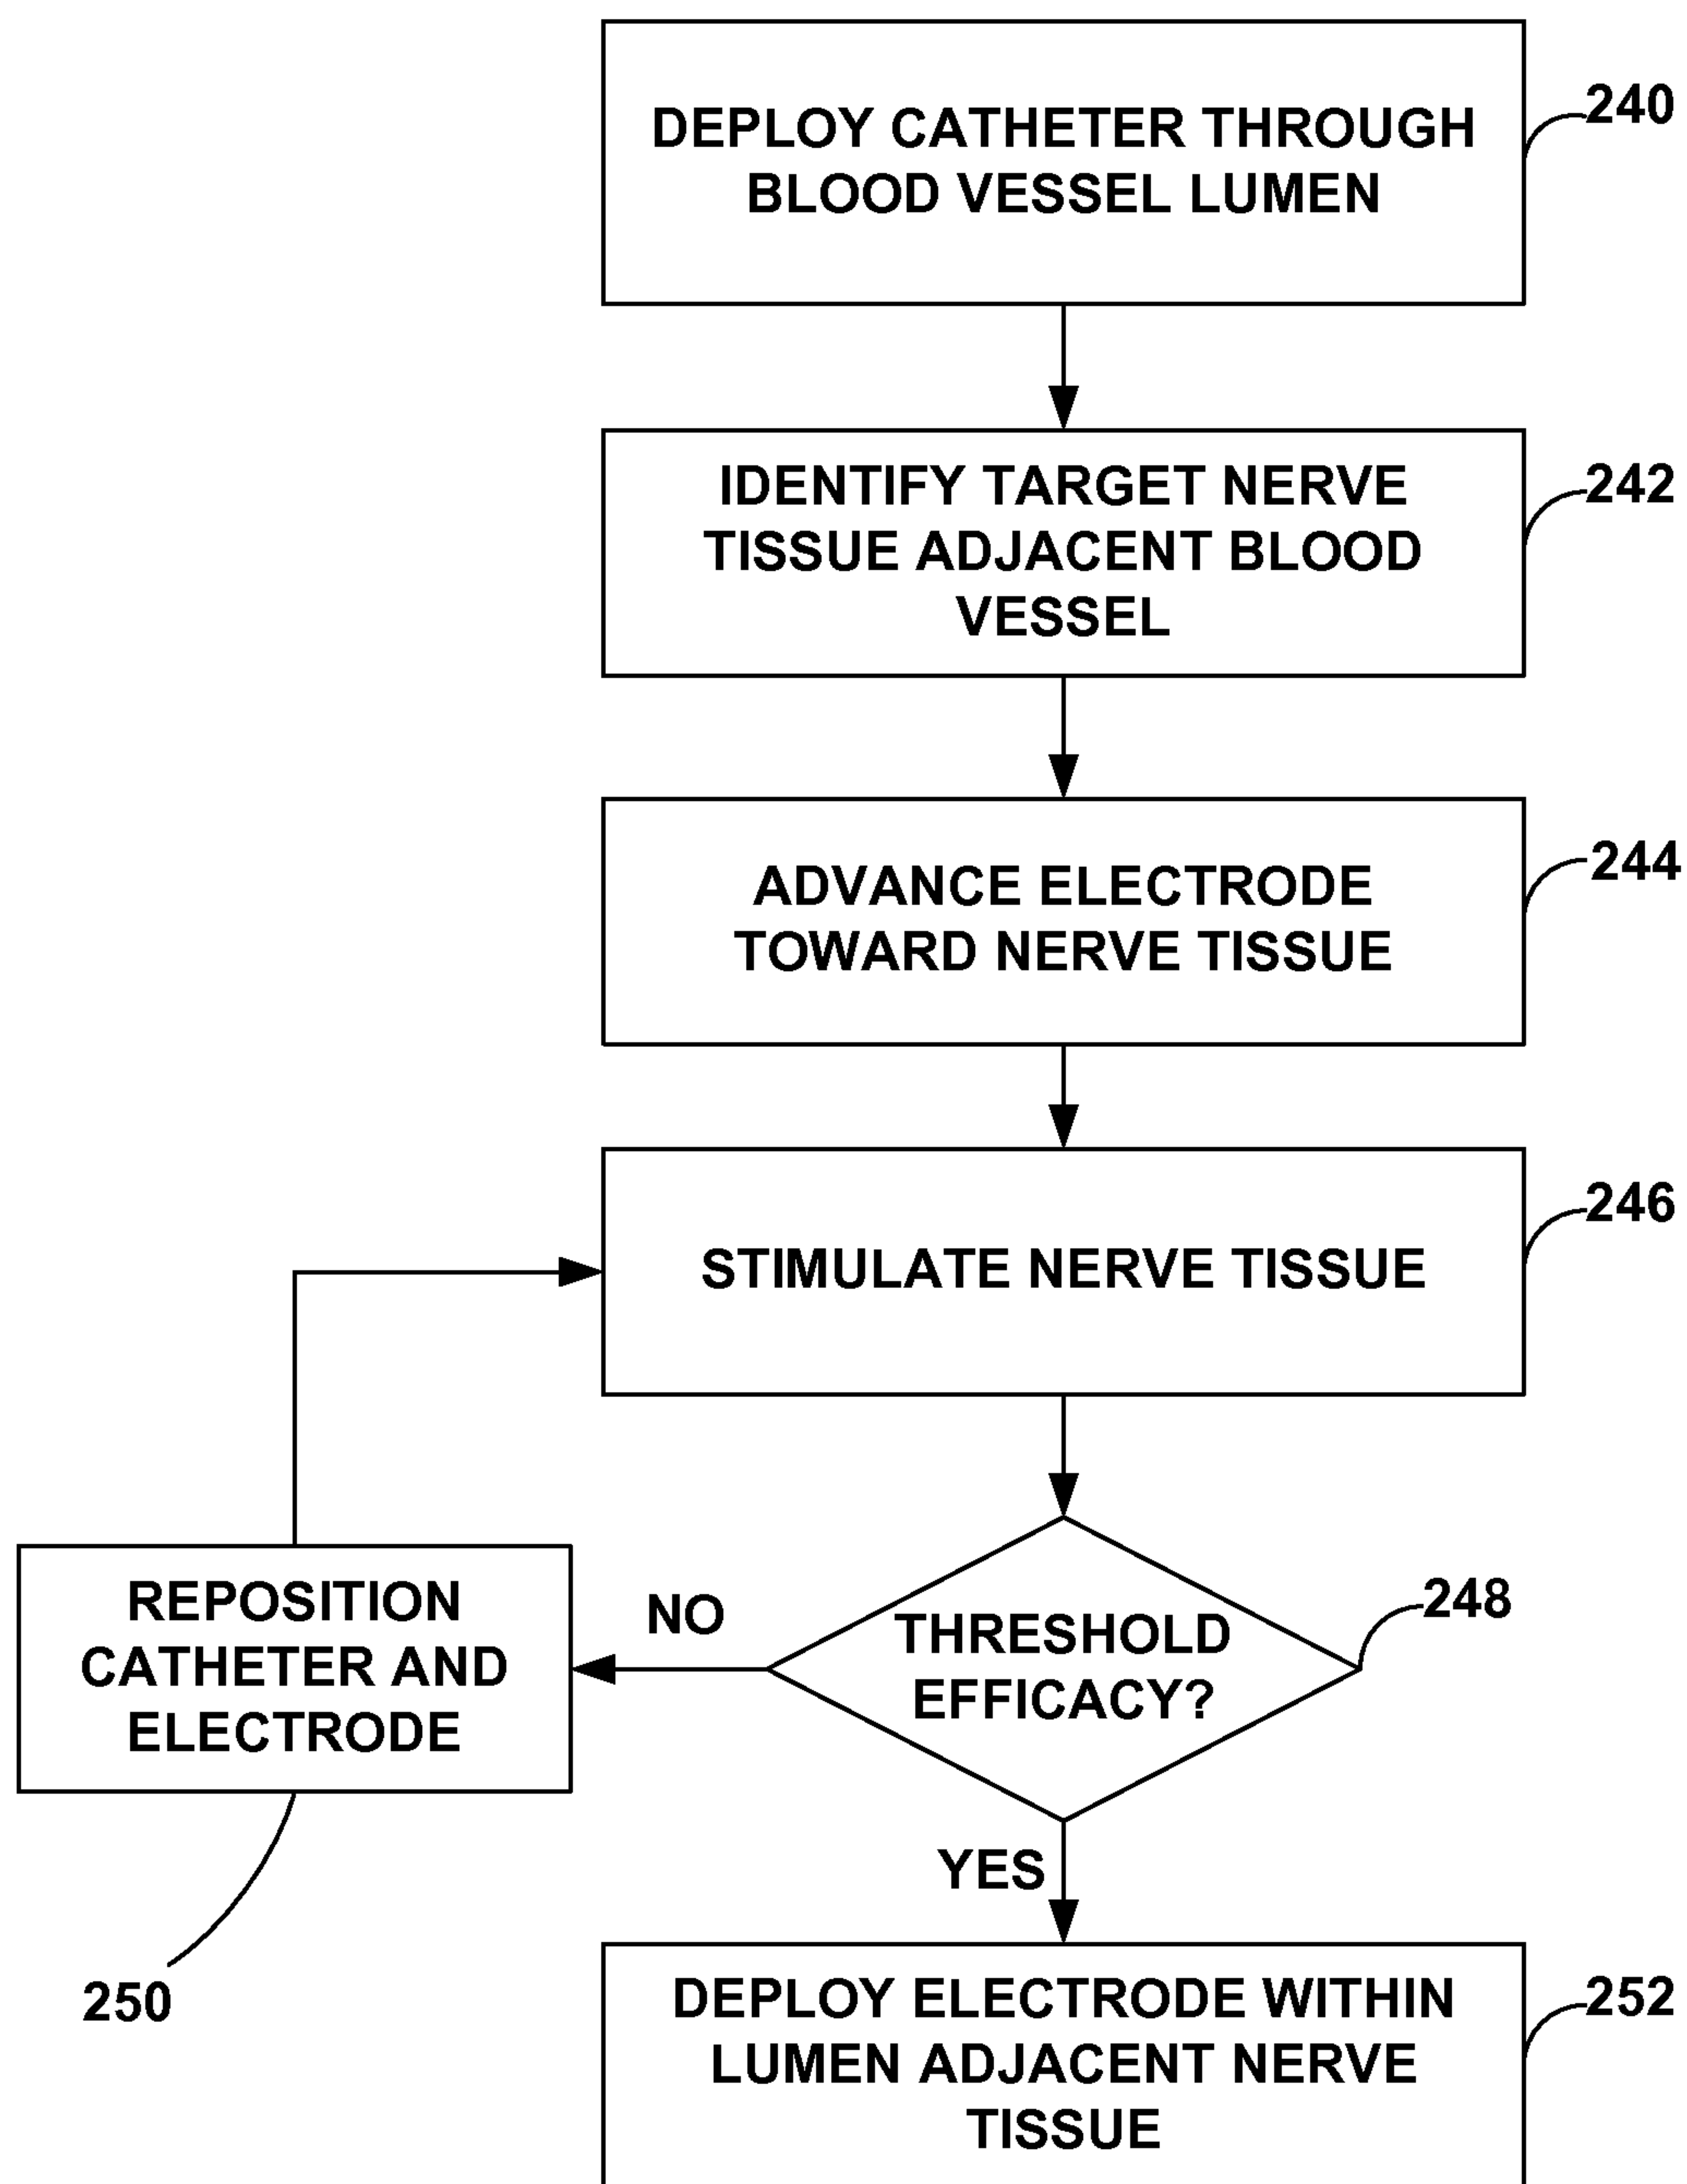 DEPLOY CATHETER THROUGH
BLOOD VESSEL LUMEN
240
IDENTIFY TARGET NERVE
TISSUE ADJACENT BLOOD
VESSEL
242
ADVANCE ELECTRODE
TOWARD NERVE TISSUE
244
STIMULATE NERVE TISSUE
246
THRESHOLD
EFFICACY?
248
NO
REPOSITION
CATHETER AND
ELECTRODE
250
YES
DEPLOY ELECTRODE WITHIN
LUMEN ADJACENT NERVE
TISSUE
252